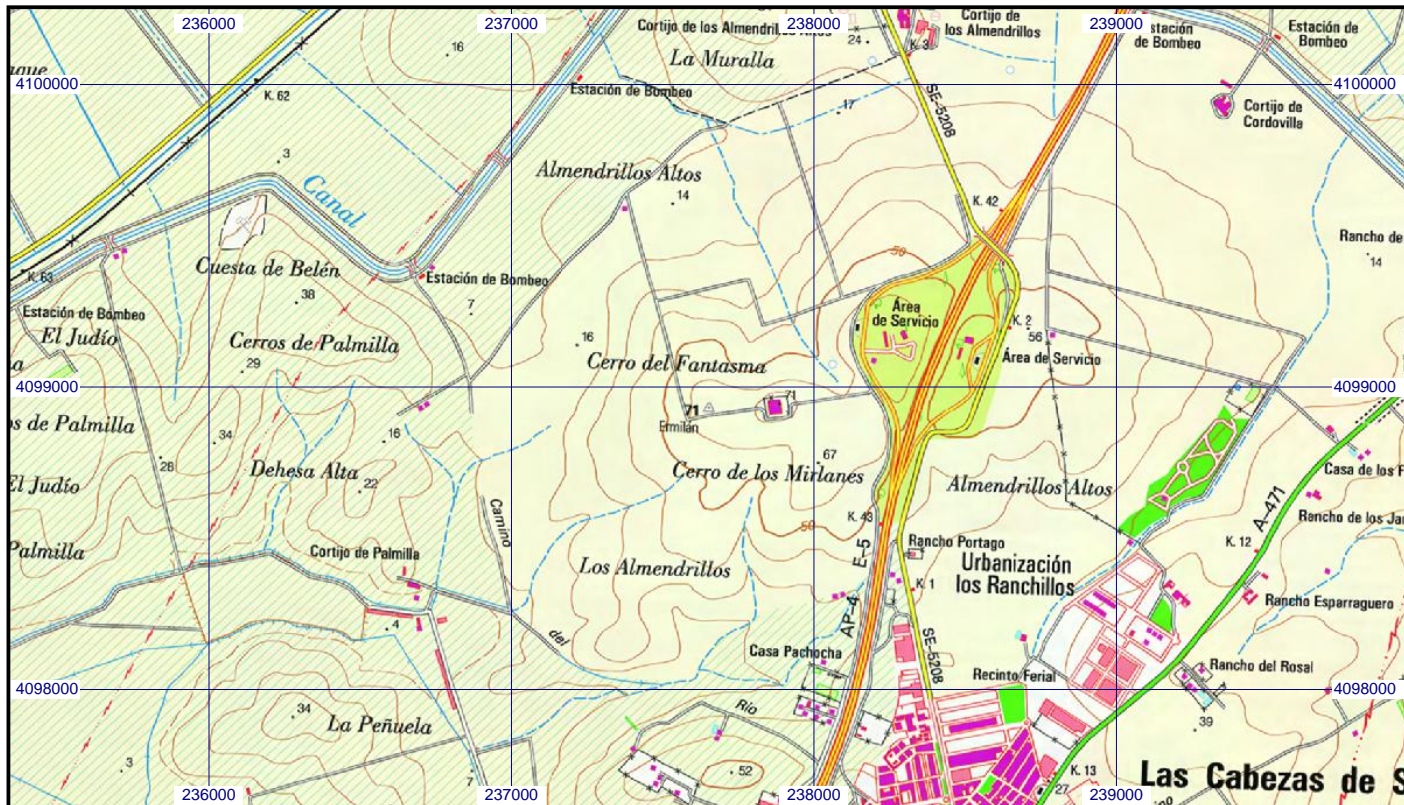 236000
237000
238000
239000
Cortijo de los Almendrillos Altos
24
K. 3
Cortijo de
los Almendrillos
Estación
de Bombeo
Estación de
Bombeo
16
La Muralla
4100000
4100000
K. 62
Estación de Bombeo
17
SE-5208
Cortijo de
Cordovilla
3
Almendrillos Altos
14
Canal
K. 42
50
Rancho de
14
Cuesta de Belén
K. 63
38
Estación de Bombeo
7
Estación de Bombeo
El Judío
Cerros de Palmilla
29
16
Cerro del Fantasma
Área
de Servicio
K. 2
56
Área de Servicio
4099000
4099000
71
71
Ermilán
s de Palmilla
34
16
28
Dehesa Alta
22
El Judío
67
Cerro de los Mirlanes
Almendrillos Altos
Casa de los F
Camino
50
K. 43
A-471
Rancho de los Jar
Palmilla
Cortijo de Palmilla
Los Almendrillos
E-5
Rancho Portago
K. 12
Urbanización
los Ranchillos
K 1
Rancho Esparraguero
4
del
AP-4
SE-5208
Casa Pachocha
Recinto Ferial
Rancho del Rosal
4098000
4098000
34
La Peñuela
Río
39
3
7
52
K. 13
27
Las Cabezas de S
236000
237000
238000
239000